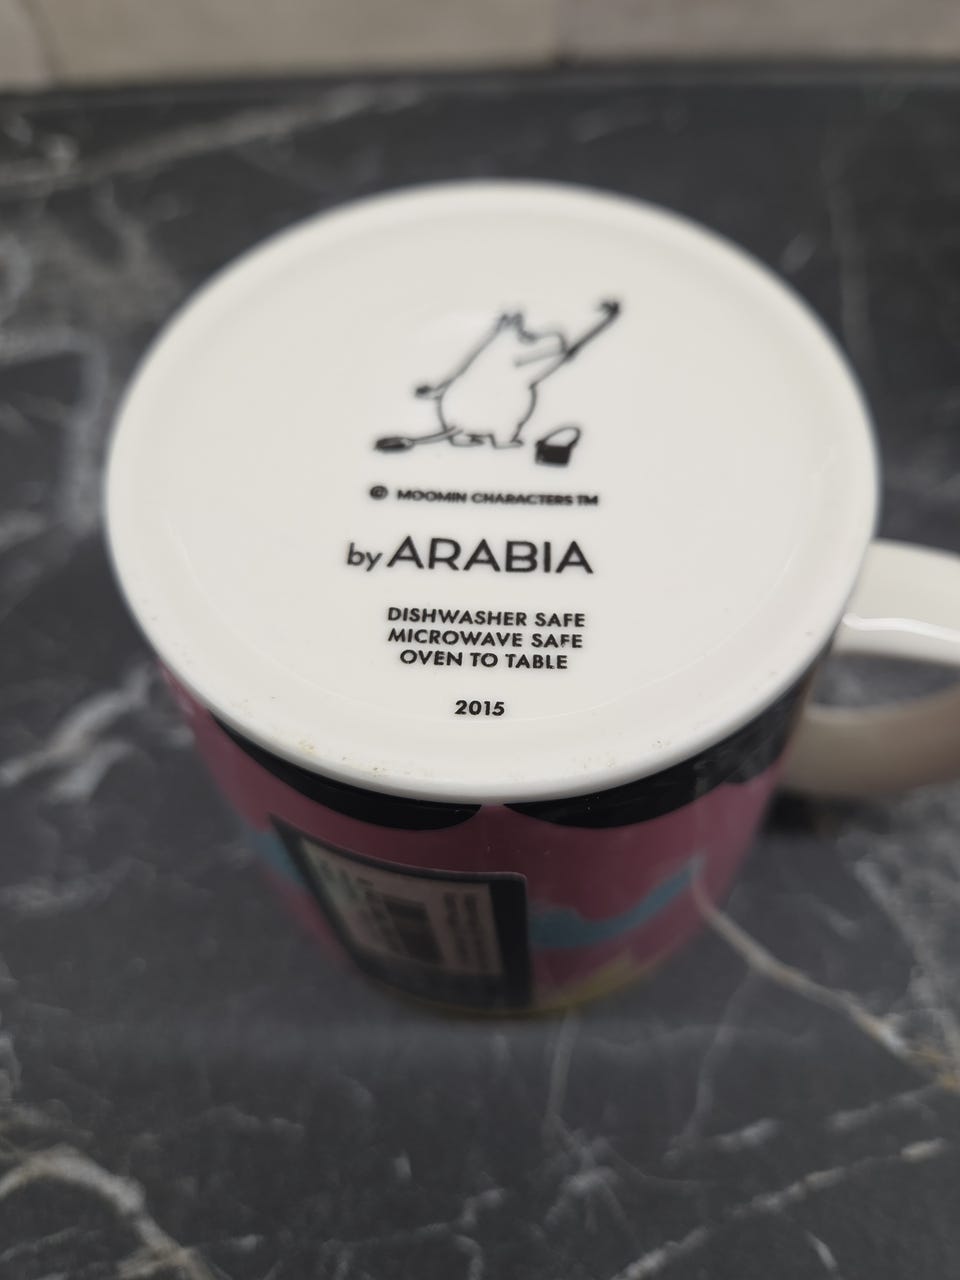 © MOOMIN CHARACTERS TM
by ARABIA
DISHWASHER SAFE
MICROWAVE SAFE
OVEN TO TABLE
2015